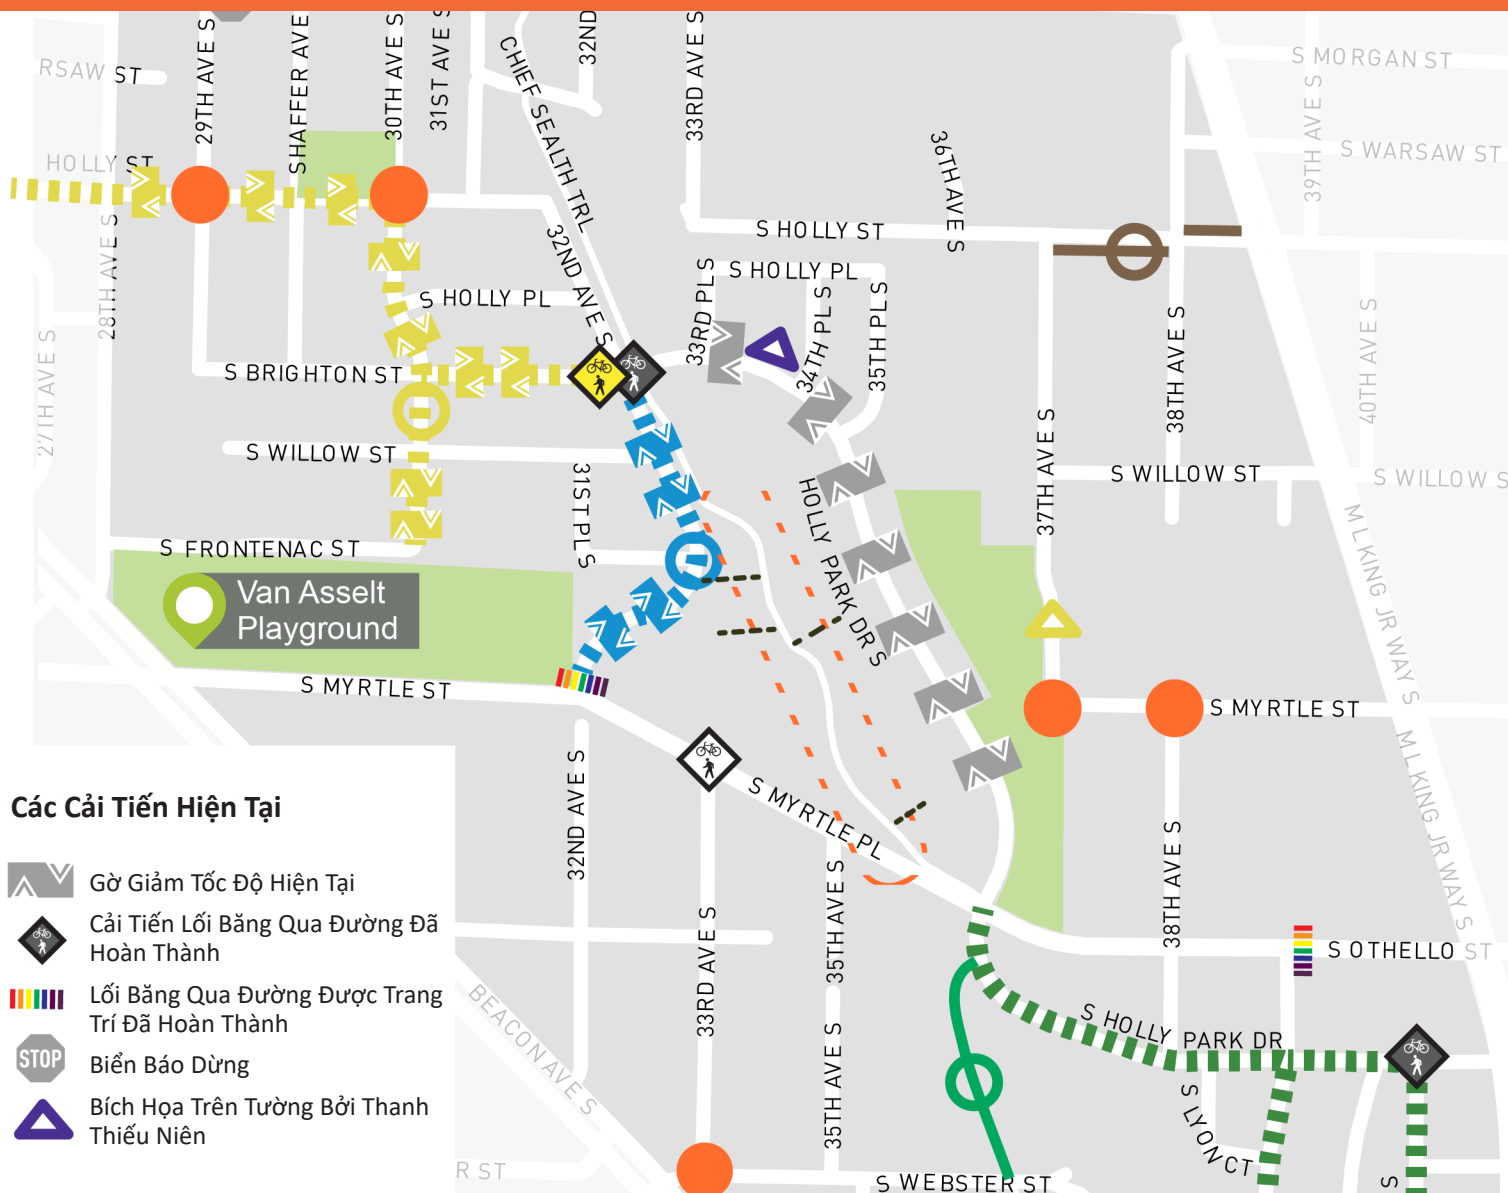 RSAW ST
29TH AVE S
SHAFFER AVE
30TH AVE S
31ST AVE S
CHIEF SEALTH TRL
32ND
33RD AVE S
S MORGAN ST
39TH AVE S
S WARSAW ST
36TH AVE S
HOLLY ST
S HOLLY ST
28TH AVE S
32ND AVE S
S HOLLY PL
S HOLLY PL
33RD PL S
34TH PL S
35TH PL S
38TH AVE S
40TH AVE S
27TH AVE S
S BRIGHTON ST
S WILLOW ST
31ST PL S
37TH AVE S
S WILLOW ST
S WILLOW S
HOLLY PARK DR S
M L KING JR WAY S
S FRONTENAC ST
Van Asselt
Playground
S MYRTLE ST
S MYRTLE ST
M L KING JR WAY S
S MYRTLE PL
32ND AVE S
33RD AVE S
35TH AVE S
38TH AVE S
S OTHELLO ST
BEACON AVE S
35TH AVE S
S HOLLY PARK DR
S LYON CT
S
R ST
S WEBSTER ST
Các Cải Tiến Hiện Tại
Gờ Giảm Tốc Độ Hiện Tại
Cải Tiến Lối Băng Qua Đường Đã
Hoàn Thành
Lối Băng Qua Đường Được Trang
Trí Đã Hoàn Thành
STOP
Biển Báo Dừng
Bích Họa Trên Tường Bởi Thanh
Thiếu Niên